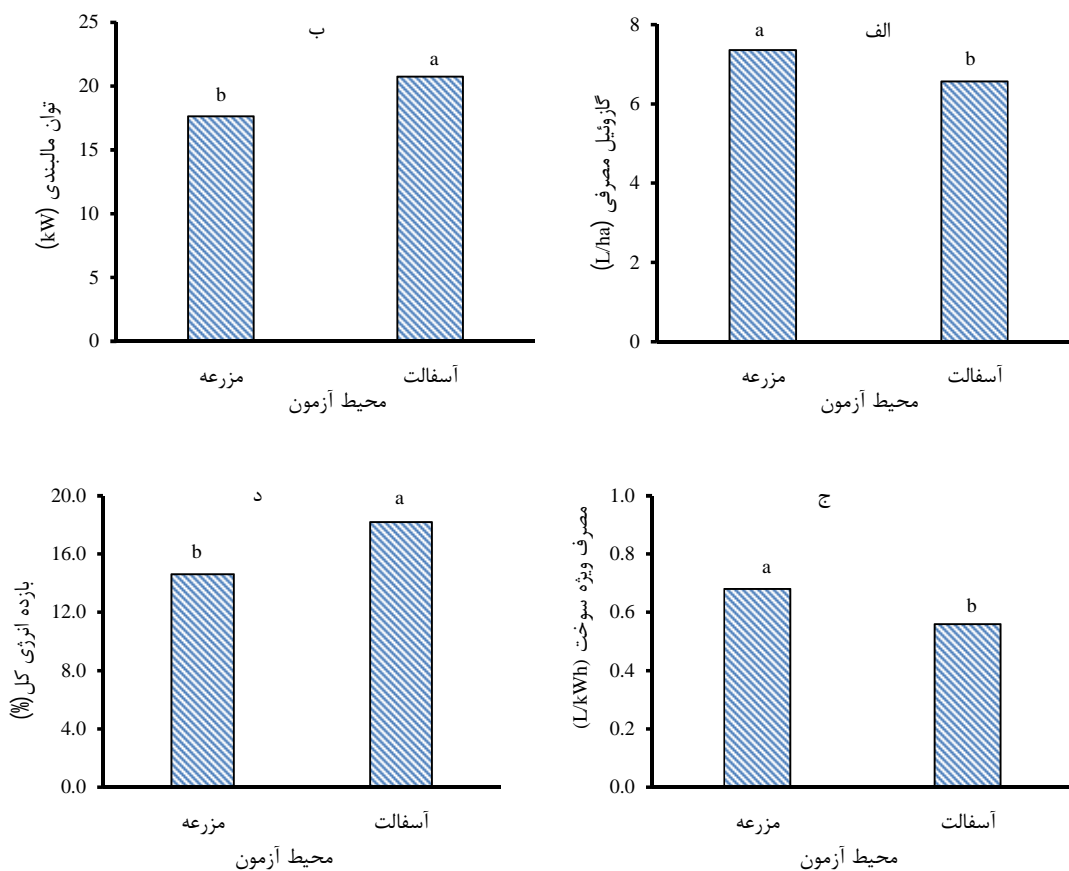 الف
گازوئیل مصرفی (L/ha)
8
6
4
2
0
a
b
مزرعه
آسفالت
محیط آزمون
ب
توان مالبندی (kW)
25
20
15
10
5
0
b
a
مزرعه
آسفالت
محیط آزمون
ج
مصرف ویژه سوخت (L/kWh)
1.0
0.8
0.6
0.4
0.2
0.0
a
b
مزرعه
آسفالت
محیط آزمون
د
بازده انرژی کل(%)
20.0
16.0
12.0
8.0
4.0
0.0
b
a
مزرعه
آسفالت
محیط آزمون